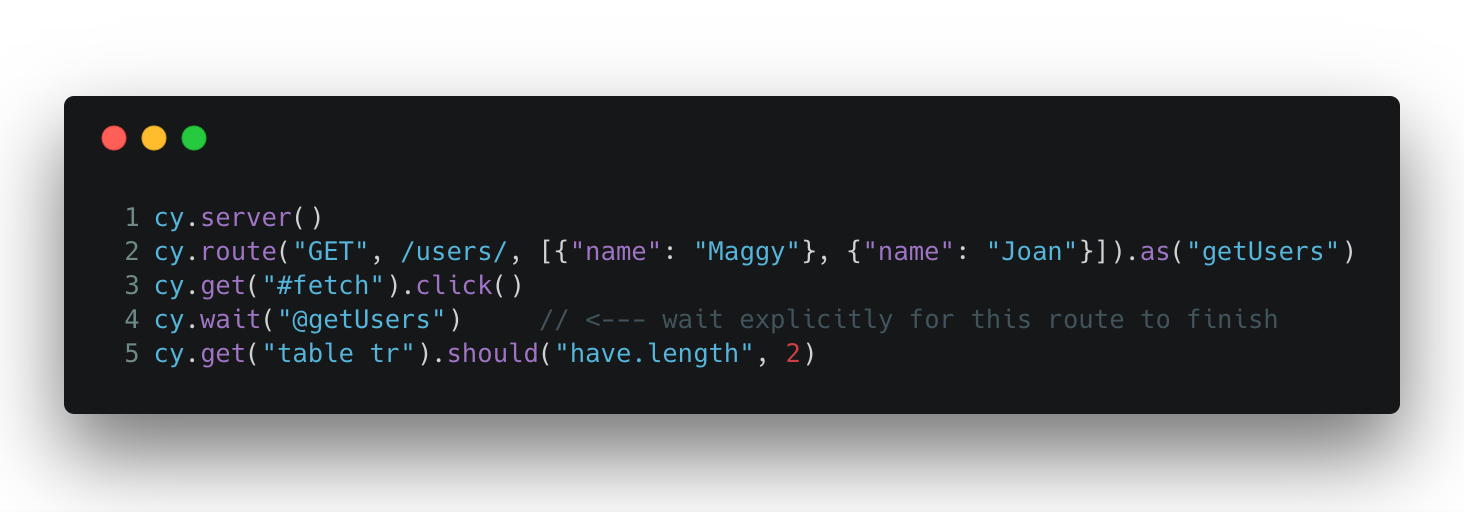 1 cy.server()
2 cy.route("GET", /users/, [{"name": "Maggy"}, {"name": "Joan"}]).as("getUsers")
3 cy.get("#fetch").click()
4 cy.wait("@getUsers")     // <--- wait explicitly for this route to finish
5 cy.get("table tr").should("have.length", 2)